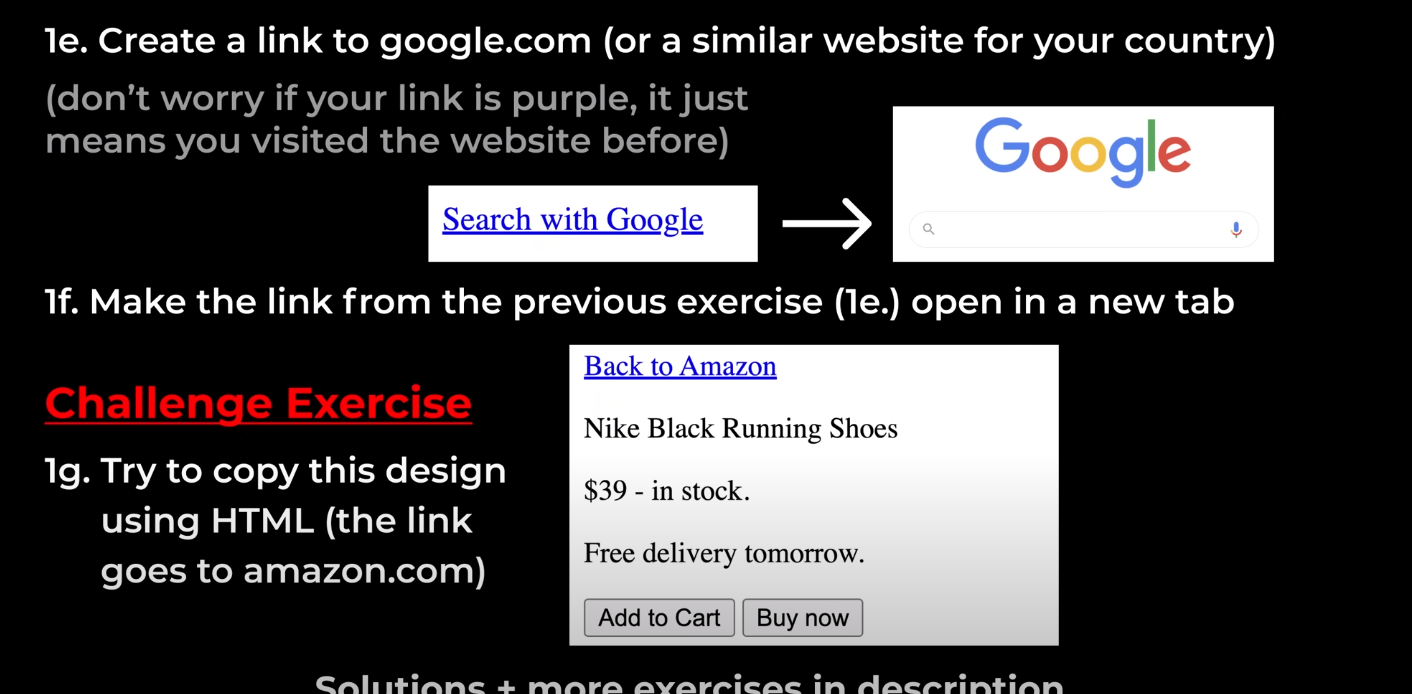 1e. Create a link to google.com (or a similar website for your country)
(don't worry if your link is purple, it just
means you visited the website before)
Search with Google
Google
1f. Make the link from the previous exercise (1e.) open in a new tab
Challenge Exercise
1g. Try to copy this design
using HTML (the link
goes to amazon.com)
Back to Amazon
Nike Black Running Shoes
$39 - in stock.
Free delivery tomorrow.
Add to Cart Buy now
Solutions + more exercises in description